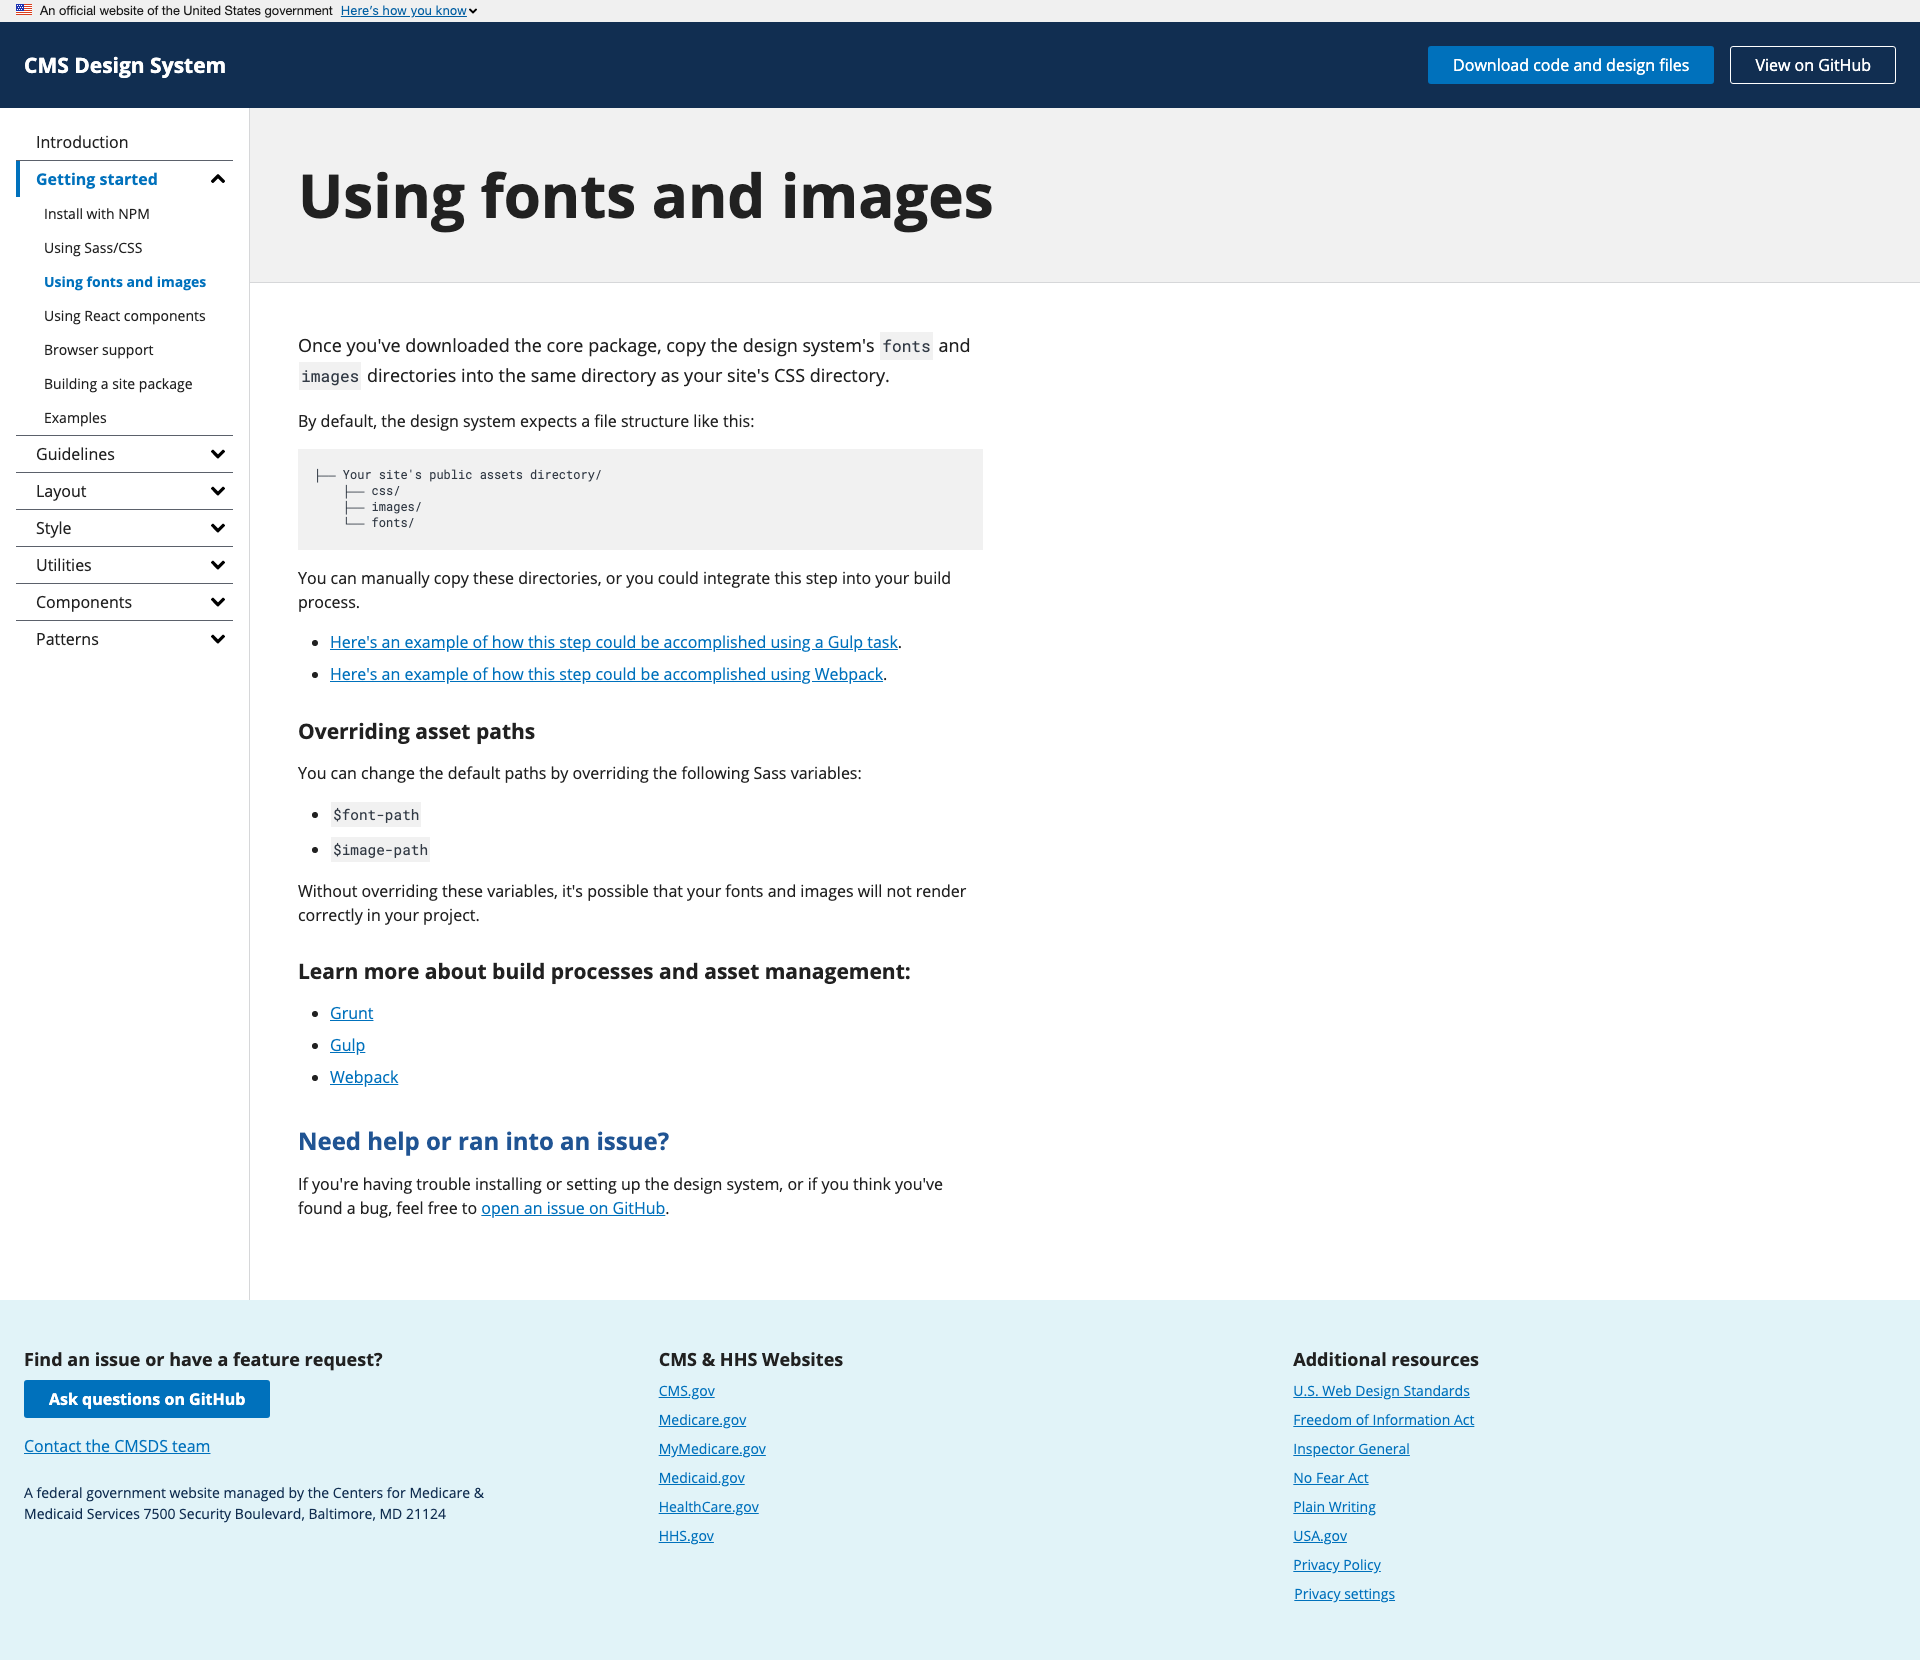 An official website of the United States government Here's how you know
CMS Design System
Download code and design files
View on GitHub
Introduction
Getting started
Install with NPM
Using Sass/CSS
Using fonts and images
Using React components
Browser support
Building a site package
Examples
Guidelines
Layout
Style
Utilities
Components
Patterns
Using fonts and images
Once you've downloaded the core package, copy the design system's fonts and
images directories into the same directory as your site's CSS directory.
By default, the design system expects a file structure like this:
├── Your site's public assets directory/
    ├── css/
    ├── images/
    └── fonts/
You can manually copy these directories, or you could integrate this step into your build
process.
• Here's an example of how this step could be accomplished using a Gulp task.
• Here's an example of how this step could be accomplished using Webpack.
Overriding asset paths
You can change the default paths by overriding the following Sass variables:
• $font-path
• $image-path
Without overriding these variables, it's possible that your fonts and images will not render
correctly in your project.
Learn more about build processes and asset management:
• Grunt
• Gulp
• Webpack
Need help or ran into an issue?
If you're having trouble installing or setting up the design system, or if you think you've
found a bug, feel free to open an issue on GitHub.
Find an issue or have a feature request?
Ask questions on GitHub
Contact the CMSDS team
A federal government website managed by the Centers for Medicare &
Medicaid Services 7500 Security Boulevard, Baltimore, MD 21124
CMS & HHS Websites
CMS.gov
Medicare.gov
MyMedicare.gov
Medicaid.gov
HealthCare.gov
HHS.gov
Additional resources
U.S. Web Design Standards
Freedom of Information Act
Inspector General
No Fear Act
Plain Writing
USA.gov
Privacy Policy
Privacy settings